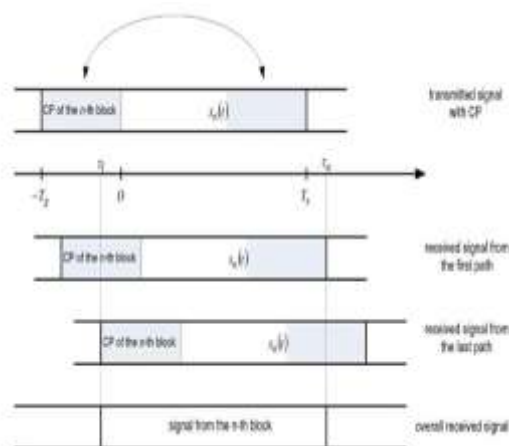 CP of the n-th block
s_n(t)
transmitted signal
with CP
-T_g
0
CP of the n-th block
s_n(t)
received signal from
the first path
CP of the n-th block
s_n(t)
received signal from
the last path
signal from the n-th block
overall received signal